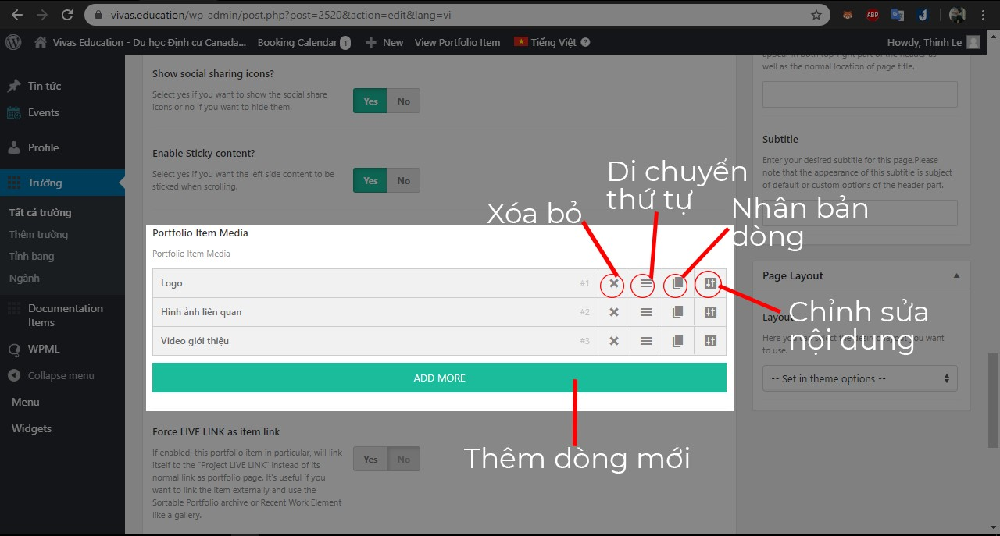 vivas.education/wp-admin/post.php?post=2520&action=edit&lang=vi
ABP
Vivas Education - Du học Định cư Canada...
Booking Calendar 1
New
View Portfolio Item
Tiếng Việt
Howdy, Thinh Le
Tin tức
Events
Profile
Trường
Tất cả trường
Thêm trường
Tỉnh bang
Ngành
Documentation
Items
WPML
Collapse menu
Menu
Widgets
Show social sharing icons?
Select yes if you want to show the social share
icons or no if you want to hide them.
Yes No
Enable Sticky content?
Select yes if you want the left side content to be
sticked when scrolling.
Yes No
Xóa bỏ
Di chuyển
thứ tự
Nhân bản
dòng
Chỉnh sửa
nội dung
Portfolio Item Media
Portfolio Item Media
Logo #1
Hình ảnh liên quan #2
Video giới thiệu #3
ADD MORE
Thêm dòng mới
Force LIVE LINK as item link
If enabled, this portfolio item in particular, will link
itself to the "Project LIVE LINK" instead of its
normal link as portfolio page. It's useful if you
want to link the item externally and use the
Sortable Portfolio archive or Recent Work Element
like a gallery.
Yes No
appear in both top-right part of the header as
well as the normal location of page title.
Subtitle
Enter your desired subtitle for this page.Please
note that the appearance of this subtitle is subject
of default or custom options of the header part.
Page Layout
Layout
Here you can select the desired layout you want
to use.
-- Set in theme options --